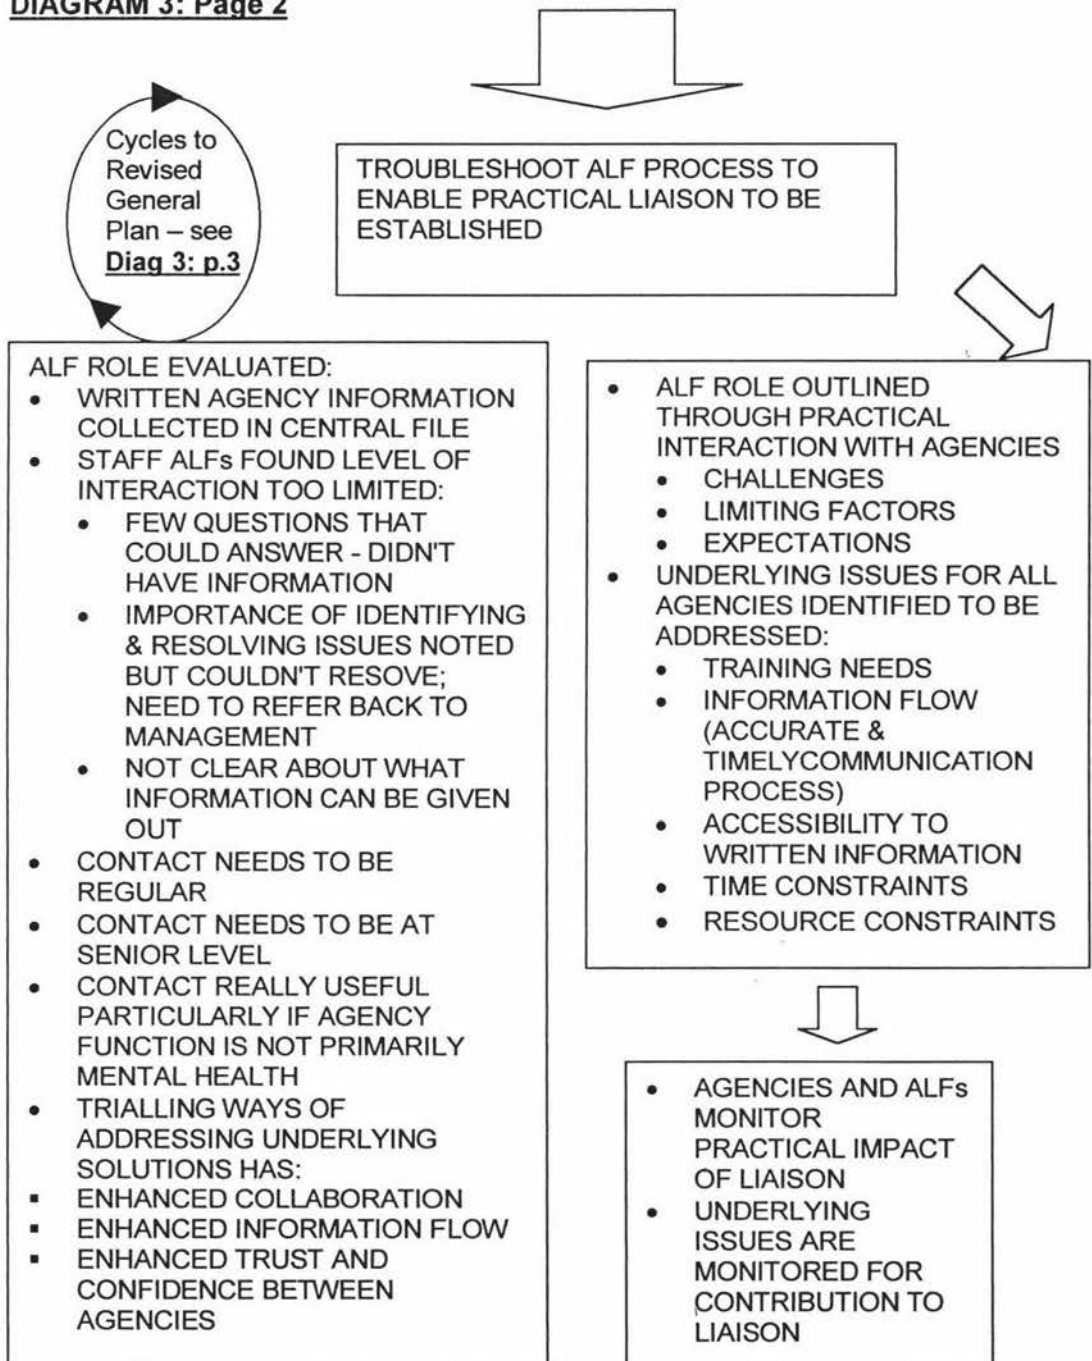 DIAGRAM 3: Page 2
Cycles to
Revised
General
Plan – see
Diag 3: p.3
TROUBLESHOOT ALF PROCESS TO
ENABLE PRACTICAL LIAISON TO BE
ESTABLISHED
ALF ROLE EVALUATED:
• WRITTEN AGENCY INFORMATION
COLLECTED IN CENTRAL FILE
• STAFF ALFs FOUND LEVEL OF
INTERACTION TOO LIMITED:
• FEW QUESTIONS THAT
COULD ANSWER - DIDN'T
HAVE INFORMATION
• IMPORTANCE OF IDENTIFYING
& RESOLVING ISSUES NOTED
BUT COULDN'T RESOVE;
NEED TO REFER BACK TO
MANAGEMENT
• NOT CLEAR ABOUT WHAT
INFORMATION CAN BE GIVEN
OUT
• CONTACT NEEDS TO BE
REGULAR
• CONTACT NEEDS TO BE AT
SENIOR LEVEL
• CONTACT REALLY USEFUL
PARTICULARLY IF AGENCY
FUNCTION IS NOT PRIMARILY
MENTAL HEALTH
• TRIALLING WAYS OF
ADDRESSING UNDERLYING
SOLUTIONS HAS:
▪ ENHANCED COLLABORATION
▪ ENHANCED INFORMATION FLOW
▪ ENHANCED TRUST AND
CONFIDENCE BETWEEN
AGENCIES
• ALF ROLE OUTLINED
THROUGH PRACTICAL
INTERACTION WITH AGENCIES
• CHALLENGES
• LIMITING FACTORS
• EXPECTATIONS
• UNDERLYING ISSUES FOR ALL
AGENCIES IDENTIFIED TO BE
ADDRESSED:
• TRAINING NEEDS
• INFORMATION FLOW
(ACCURATE &
TIMELYCOMMUNICATION
PROCESS)
• ACCESSIBILITY TO
WRITTEN INFORMATION
• TIME CONSTRAINTS
• RESOURCE CONSTRAINTS
• AGENCIES AND ALFs
MONITOR
PRACTICAL IMPACT
OF LIAISON
• UNDERLYING
ISSUES ARE
MONITORED FOR
CONTRIBUTION TO
LIAISON